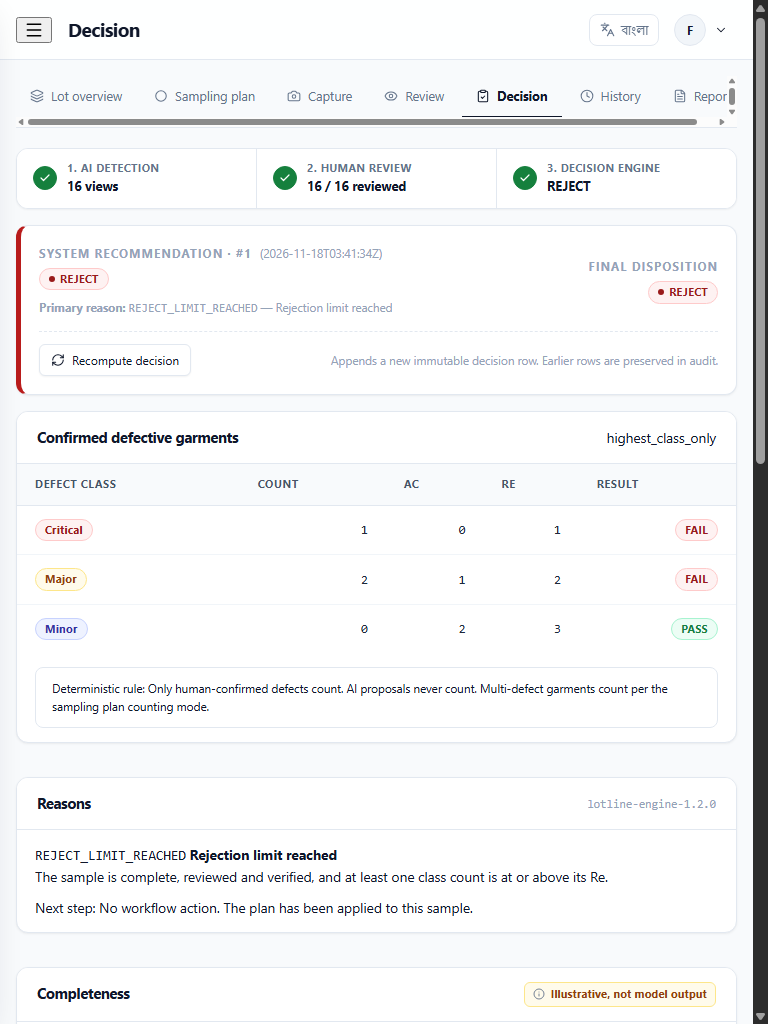 Decision
বাংলা
F
Lot overview
Sampling plan
Capture
Review
Decision
History
Repor
1. AI DETECTION
16 views
2. HUMAN REVIEW
16 / 16 reviewed
3. DECISION ENGINE
REJECT
SYSTEM RECOMMENDATION · #1 (2026-11-18T03:41:34Z)
REJECT
FINAL DISPOSITION
REJECT
Primary reason: REJECT_LIMIT_REACHED — Rejection limit reached
Recompute decision
Appends a new immutable decision row. Earlier rows are preserved in audit.
Confirmed defective garments
highest_class_only
DEFECT CLASS COUNT AC RE RESULT
Critical 1 0 1 FAIL
Major 2 1 2 FAIL
Minor 0 2 3 PASS
Deterministic rule: Only human-confirmed defects count. AI proposals never count. Multi-defect garments count per the
sampling plan counting mode.
Reasons
lotline-engine-1.2.0
REJECT_LIMIT_REACHED Rejection limit reached
The sample is complete, reviewed and verified, and at least one class count is at or above its Re.
Next step: No workflow action. The plan has been applied to this sample.
Completeness
Illustrative, not model output